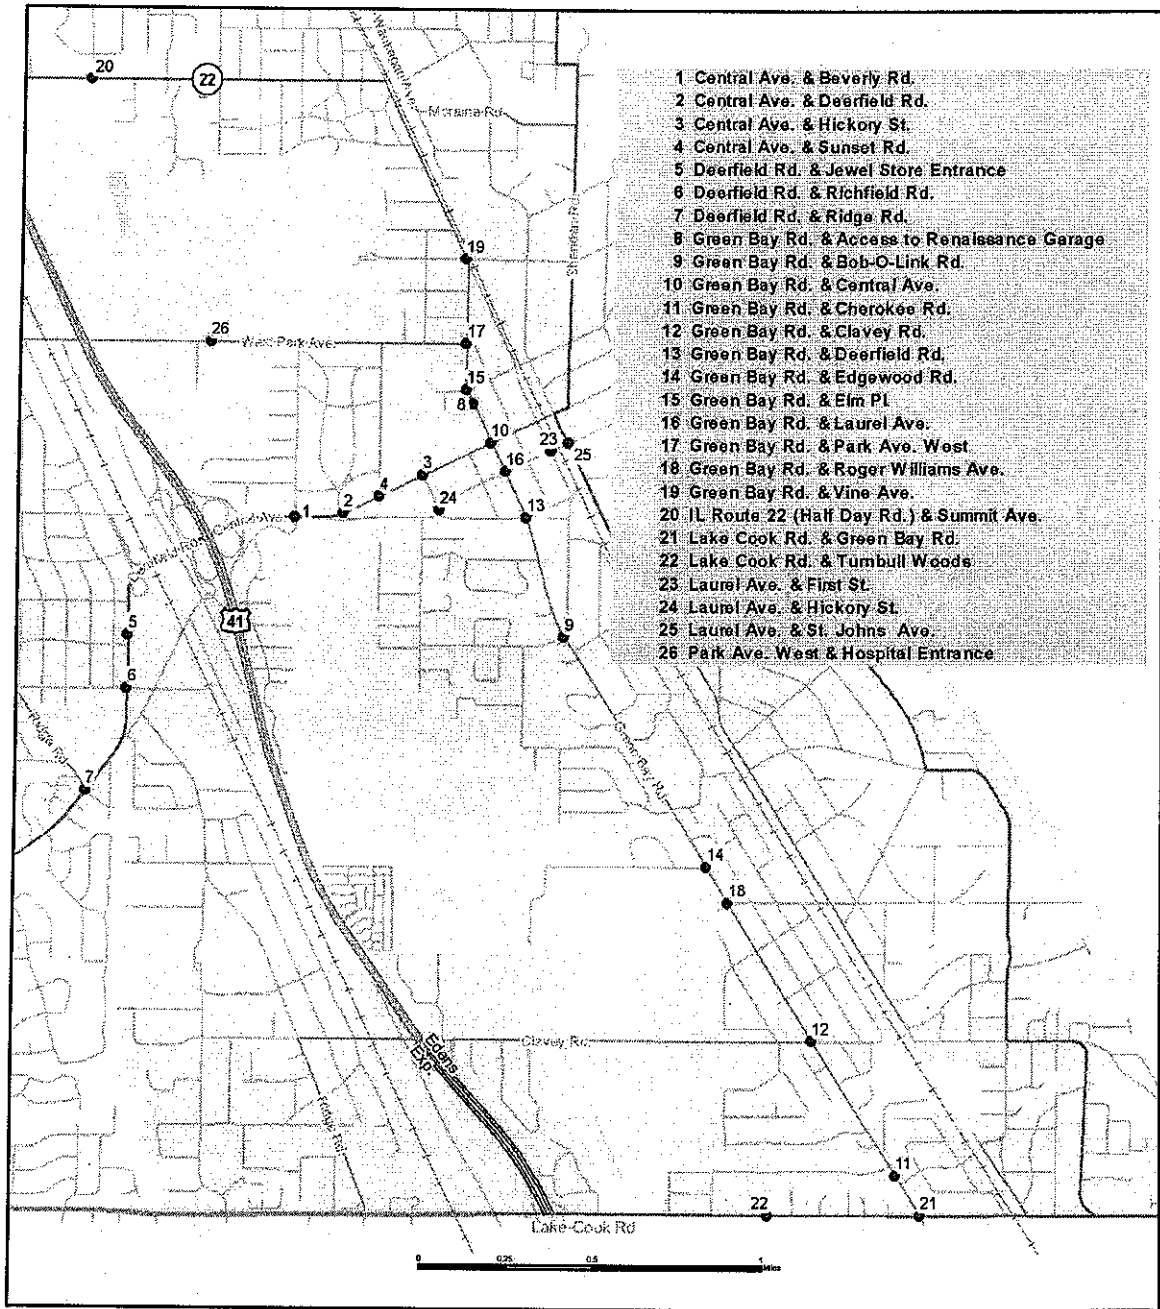 20
22
Moraine Rd
19
Sheridan Rd
26
West Park Ave.
17
15
8
10
23
25
16
3
4
24
2
1
13
5
41
6
9
Ridge Rd
Green Bay Rd
7
14
18
12
Clavey Rd.
Edens
Exp
Ridge Rd.
11
22
21
Lake-Cook Rd
0
0.25
0.5
1
Miles
1 Central Ave. & Beverly Rd.
2 Central Ave. & Deerfield Rd.
3 Central Ave. & Hickory St.
4 Central Ave. & Sunset Rd.
5 Deerfield Rd. & Jewel Store Entrance
6 Deerfield Rd. & Richfield Rd.
7 Deerfield Rd. & Ridge Rd.
8 Green Bay Rd. & Access to Renaissance Garage
9 Green Bay Rd. & Bob-O-Link Rd.
10 Green Bay Rd. & Central Ave.
11 Green Bay Rd. & Cherokee Rd.
12 Green Bay Rd. & Clavey Rd.
13 Green Bay Rd. & Deerfield Rd.
14 Green Bay Rd. & Edgewood Rd.
15 Green Bay Rd. & Elm Pl.
16 Green Bay Rd. & Laurel Ave.
17 Green Bay Rd. & Park Ave. West
18 Green Bay Rd. & Roger Williams Ave.
19 Green Bay Rd. & Vine Ave.
20 IL Route 22 (Half Day Rd.) & Summit Ave.
21 Lake Cook Rd. & Green Bay Rd.
22 Lake Cook Rd. & Turnbull Woods
23 Laurel Ave. & First St.
24 Laurel Ave. & Hickory St.
25 Laurel Ave. & St. Johns Ave.
26 Park Ave. West & Hospital Entrance